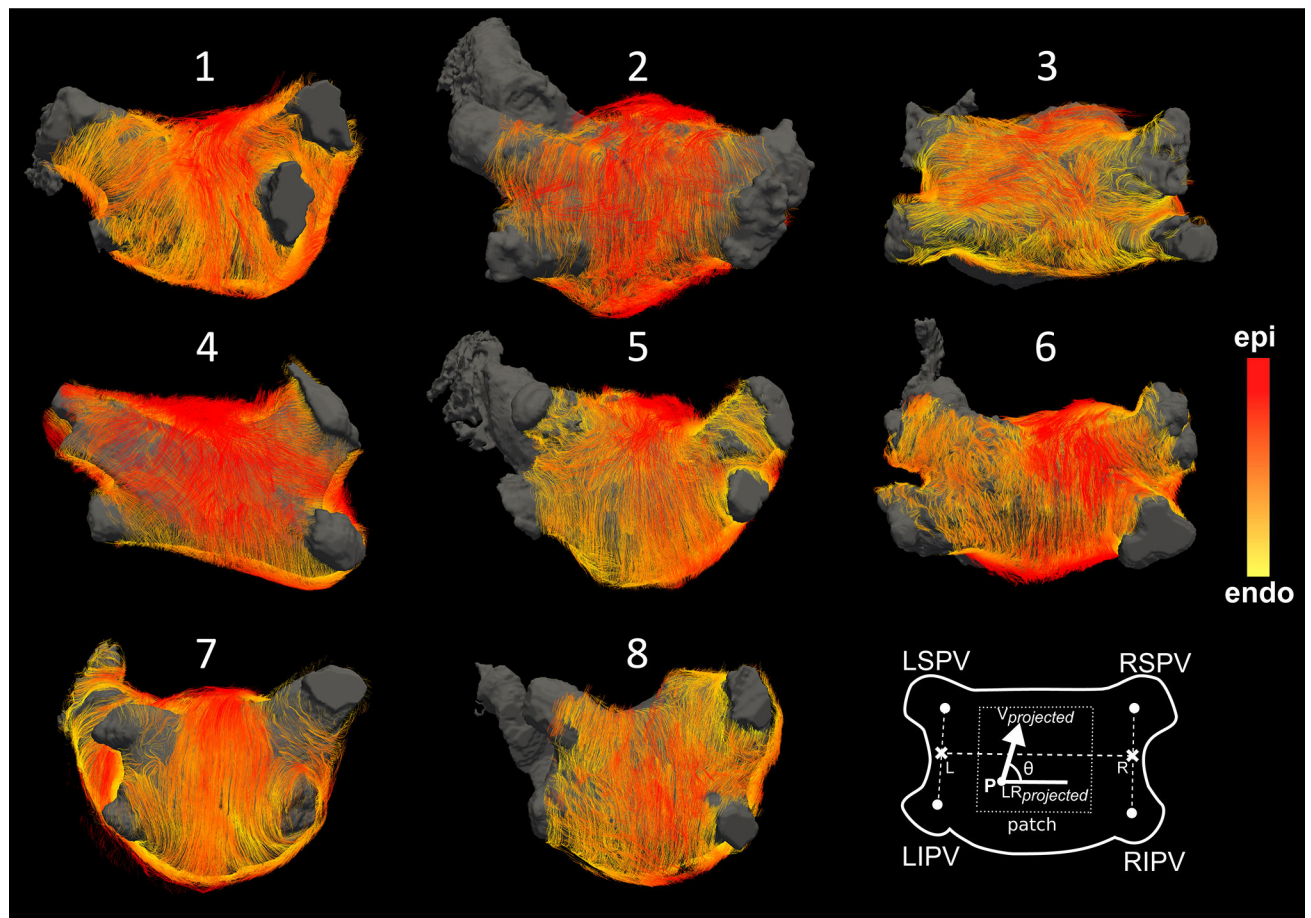 1
2
3
4
5
6
epi
endo
7
8
LSPV
RSPV
Vprojected
θ
L
R
P
LRprojected
patch
LIPV
RIPV